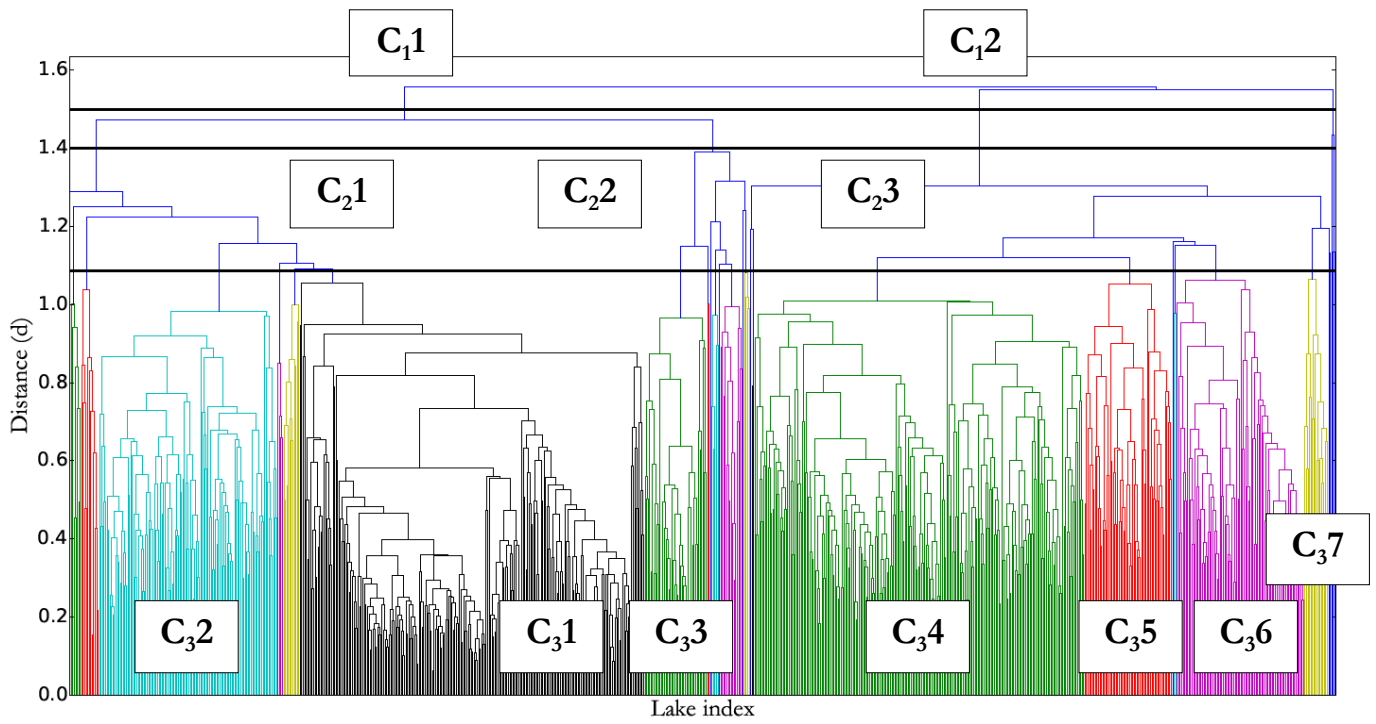 C₁1
C₁2
1.6
1.4
C₂1
C₂2
C₂3
1.2
1.0
Distance (d)
0.8
0.6
0.4
C₃7
0.2
C₃2
C₃1
C₃3
C₃4
C₃5
C₃6
0.0
Lake index